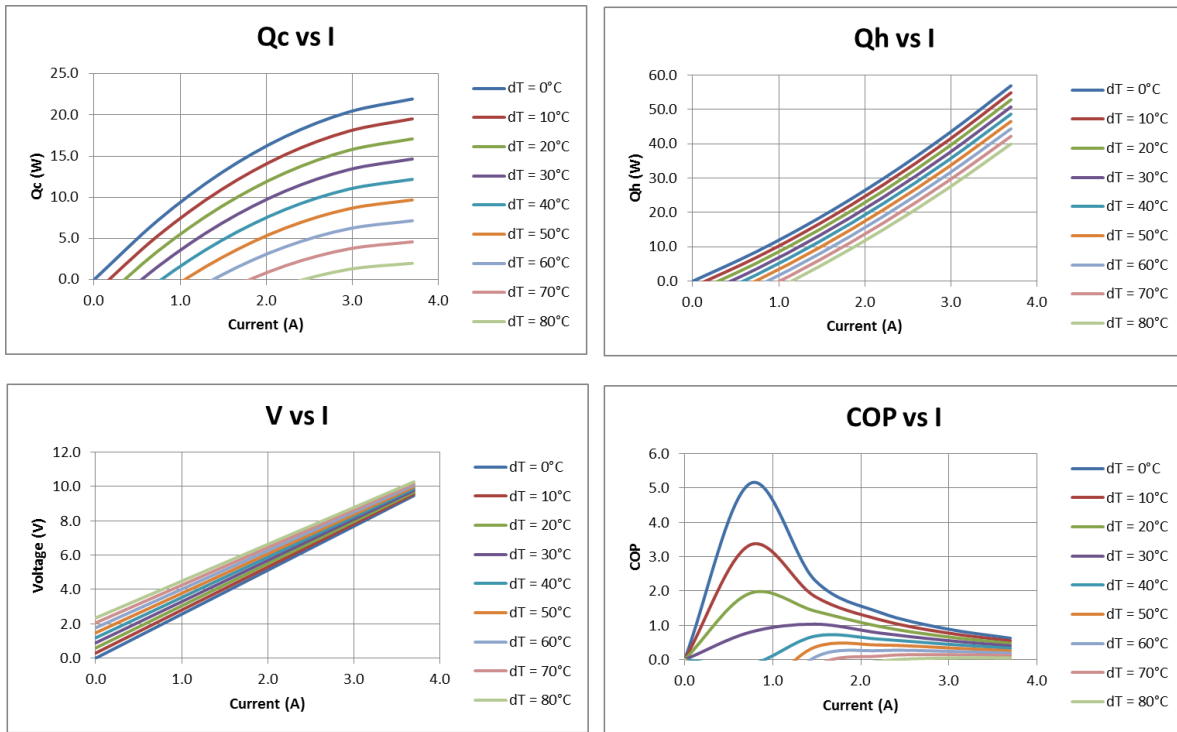 Qc vs I
25.0
20.0
15.0
10.0
5.0
0.0
Qc (W)
0.0 1.0 2.0 3.0 4.0
Current (A)
dT = 0°C
dT = 10°C
dT = 20°C
dT = 30°C
dT = 40°C
dT = 50°C
dT = 60°C
dT = 70°C
dT = 80°C
Qh vs I
60.0
50.0
40.0
30.0
20.0
10.0
0.0
Qh (W)
0.0 1.0 2.0 3.0 4.0
Current (A)
dT = 0°C
dT = 10°C
dT = 20°C
dT = 30°C
dT = 40°C
dT = 50°C
dT = 60°C
dT = 70°C
dT = 80°C
V vs I
12.0
10.0
8.0
6.0
4.0
2.0
0.0
Voltage (V)
0.0 1.0 2.0 3.0 4.0
Current (A)
dT = 0°C
dT = 10°C
dT = 20°C
dT = 30°C
dT = 40°C
dT = 50°C
dT = 60°C
dT = 70°C
dT = 80°C
COP vs I
6.0
5.0
4.0
3.0
2.0
1.0
0.0
COP
0.0 1.0 2.0 3.0 4.0
Current (A)
dT = 0°C
dT = 10°C
dT = 20°C
dT = 30°C
dT = 40°C
dT = 50°C
dT = 60°C
dT = 70°C
dT = 80°C